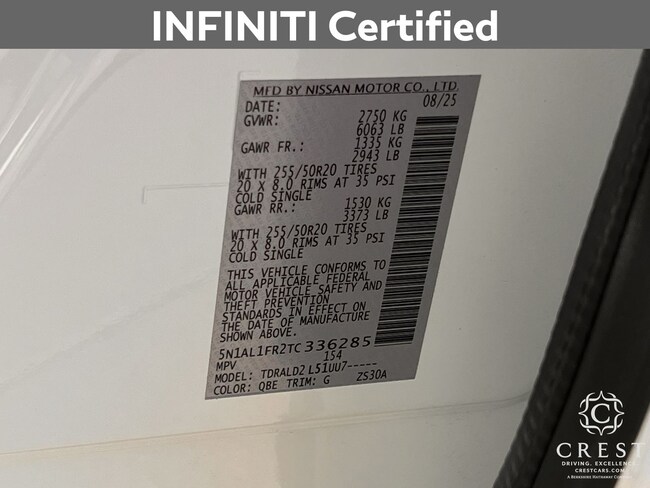 INFINITI Certified
MFD BY NISSAN MOTOR CO., LTD.
DATE: 08/25
GVWR: 2750 KG
6063 LB
GAWR FR.: 1335 KG
2943 LB
WITH 255/50R20 TIRES
20 X 8.0 RIMS AT 35 PSI
COLD SINGLE
GAWR RR.: 1530 KG
3373 LB
WITH 255/50R20 TIRES
20 X 8.0 RIMS AT 35 PSI
COLD SINGLE
THIS VEHICLE CONFORMS TO
ALL APPLICABLE FEDERAL
MOTOR VEHICLE SAFETY AND
THEFT PREVENTION
STANDARDS IN EFFECT ON
THE DATE OF MANUFACTURE
SHOWN ABOVE.
5N1AL1FR2TC336285
MPV 154
MODEL: TDRALD2 L51UU7-----
COLOR: QBE TRIM: G ZS30A
C
CREST
DRIVING. EXCELLENCE.
CRESTCARS.COM
A BERKSHIRE HATHAWAY COMPANY